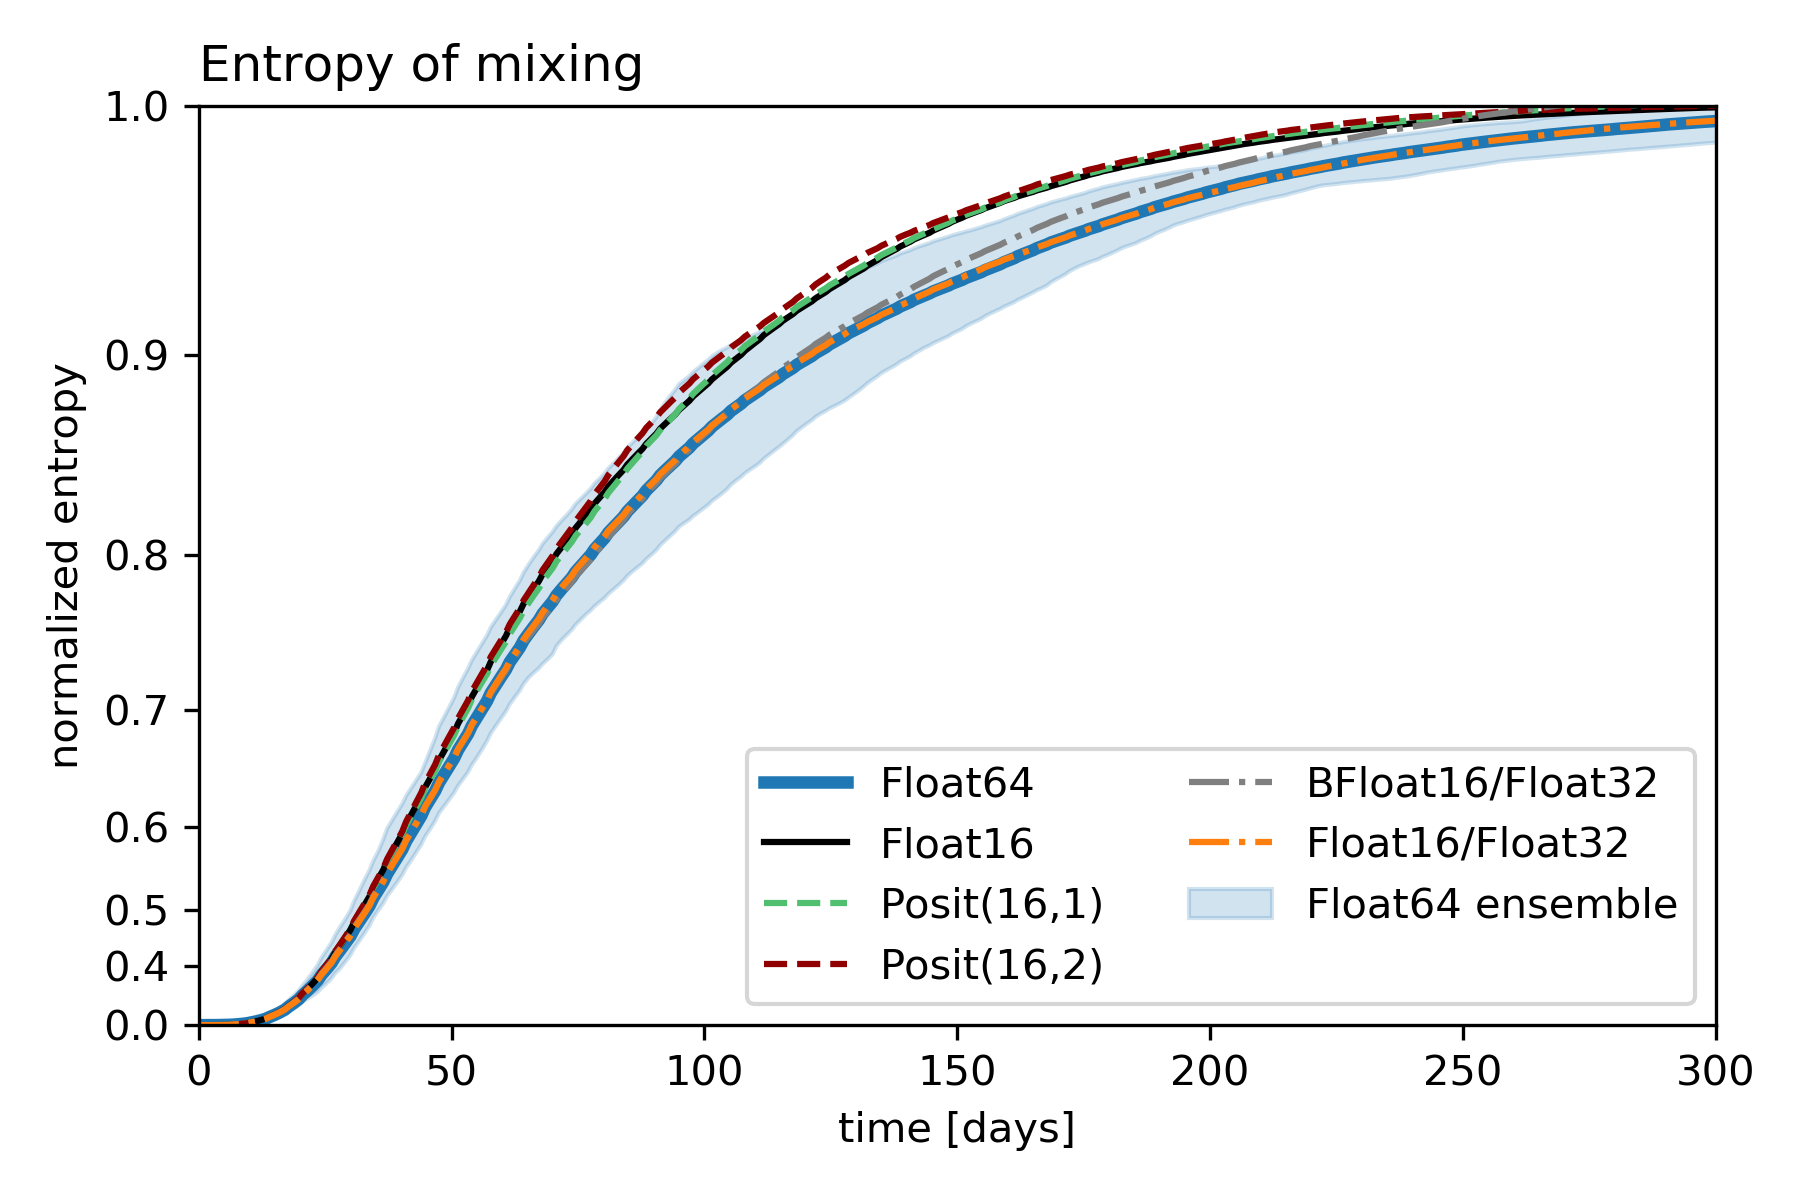 Entropy of mixing
1.0
0.9
0.8
0.7
0.6
0.5
0.4
0.0
normalized entropy
0 50 100 150 200 250 300
time [days]
Float64
Float16
Posit(16,1)
Posit(16,2)
BFloat16/Float32
Float16/Float32
Float64 ensemble